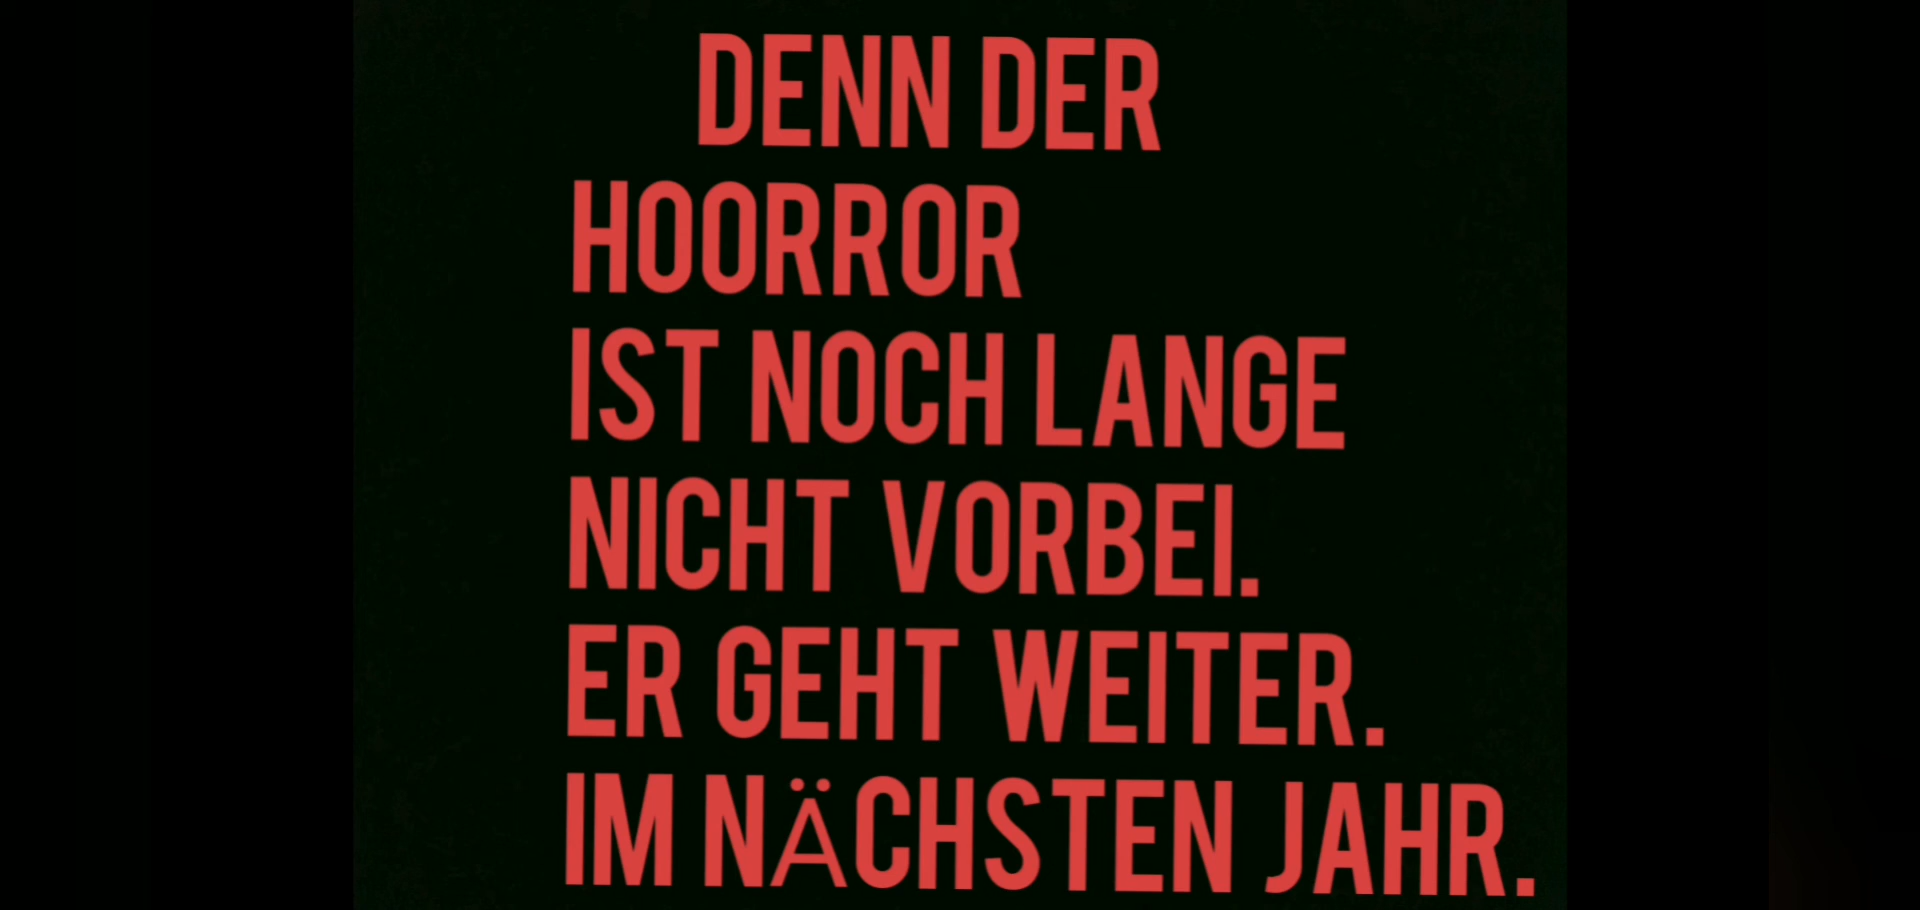 DENN DER
HOORROR
IST NOCH LANGE
NICHT VORBEI.
ER GEHT WEITER.
IM NÄCHSTEN JAHR.